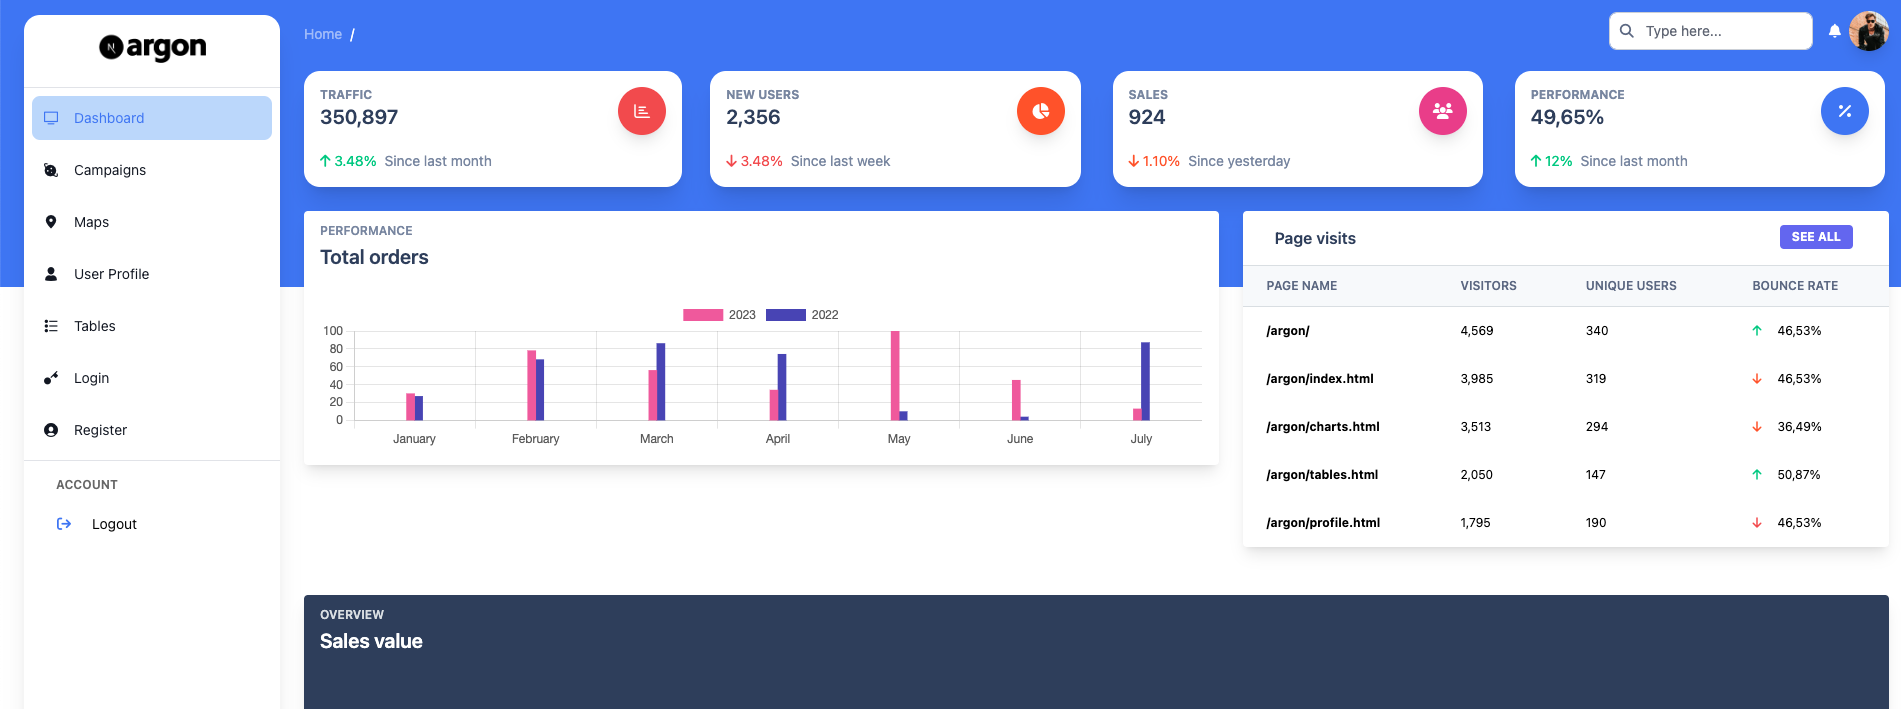 argon
Dashboard
Campaigns
Maps
User Profile
Tables
Login
Register
ACCOUNT
Logout
Home /
Type here...
TRAFFIC
350,897
3.48% Since last month
NEW USERS
2,356
3.48% Since last week
SALES
924
1.10% Since yesterday
PERFORMANCE
49,65%
12% Since last month
PERFORMANCE
Total orders
2023 2022
100
80
60
40
20
0
January February March April May June July
Page visits
SEE ALL
PAGE NAME VISITORS UNIQUE USERS BOUNCE RATE
/argon/ 4,569 340 46,53%
/argon/index.html 3,985 319 46,53%
/argon/charts.html 3,513 294 36,49%
/argon/tables.html 2,050 147 50,87%
/argon/profile.html 1,795 190 46,53%
OVERVIEW
Sales value